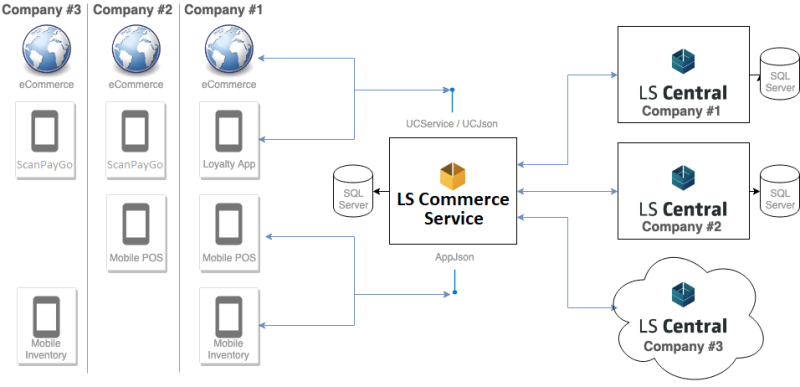 Company #3
Company #2
Company #1
eCommerce
eCommerce
eCommerce
ScanPayGo
ScanPayGo
Loyalty App
Mobile POS
Mobile POS
Mobile
Inventory
Mobile
Inventory
UCService / UCJson
SQL
Server
LS Commerce
Service
AppJson
LS Central
Company #1
SQL
Server
LS Central
Company #2
SQL
Server
LS Central
Company #3